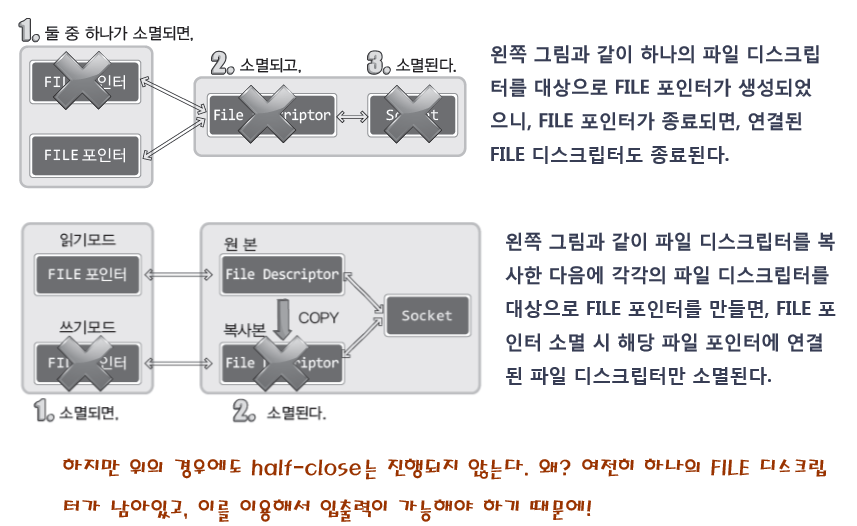 1. 둘 중 하나가 소멸되면,
2. 소멸되고,
3. 소멸된다.
FILE 포인터
File Descriptor
Socket
FILE 포인터
왼쪽 그림과 같이 하나의 파일 디스크립
터를 대상으로 FILE 포인터가 생성되었
으니, FILE 포인터가 종료되면, 연결된
FILE 디스크립터도 종료된다.
읽기모드
FILE 포인터
원 본
File Descriptor
COPY
Socket
쓰기모드
FILE 포인터
복사본
File Descriptor
1. 소멸되면,
2. 소멸된다.
왼쪽 그림과 같이 파일 디스크립터를 복
사한 다음에 각각의 파일 디스크립터를
대상으로 FILE 포인터를 만들면, FILE 포
인터 소멸 시 해당 파일 포인터에 연결
된 파일 디스크립터만 소멸된다.
하지만 위의 경우에도 half-close는 진행되지 않는다. 왜? 여전히 하나의 FILE 디스크립
터가 남아있고, 이를 이용해서 입출력이 가능해야 하기 때문에!